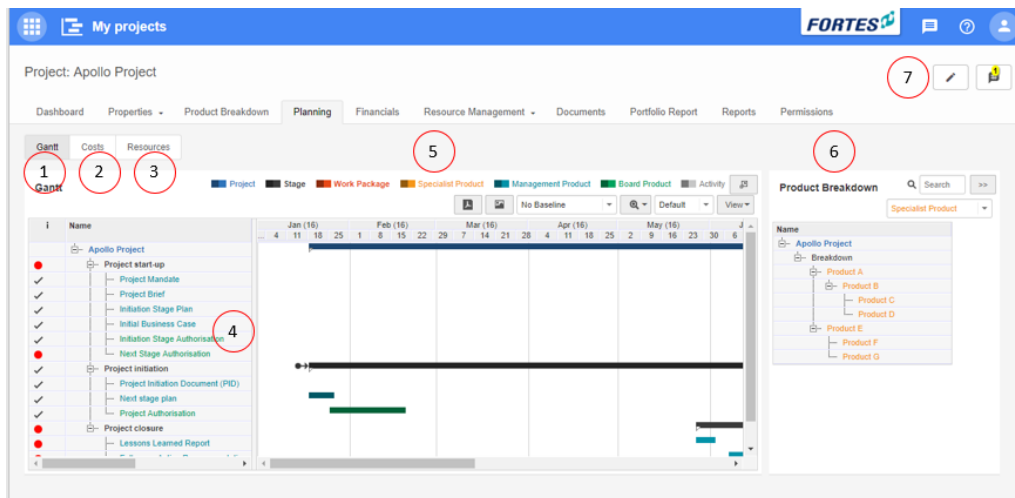 My projects
FORTES
Project: Apollo Project
7
1
Dashboard Properties Product Breakdown Planning Financials Resource Management Documents Portfolio Report Reports Permissions
Gantt Costs Resources
1 2 3 5 6
Gantt
Project Stage Work Package Specialist Product Management Product Board Product Activity
No Baseline Default View
Product Breakdown Search >>
Specialist Product
i Name
Jan (16) Feb (16) Mar (16) Apr (16) May (16) J
... 4 11 18 25 1 8 15 22 29 7 14 21 28 4 11 18 25 2 9 16 23 30 6
Apollo Project
Project start-up
Project Mandate
Project Brief
Initiation Stage Plan
Initial Business Case
4
Initiation Stage Authorisation
Next Stage Authorisation
Project initiation
Project Initiation Document (PID)
Next stage plan
Project Authorisation
Project closure
Lessons Learned Report
Name
Apollo Project
Breakdown
Product A
Product B
Product C
Product D
Product E
Product F
Product G